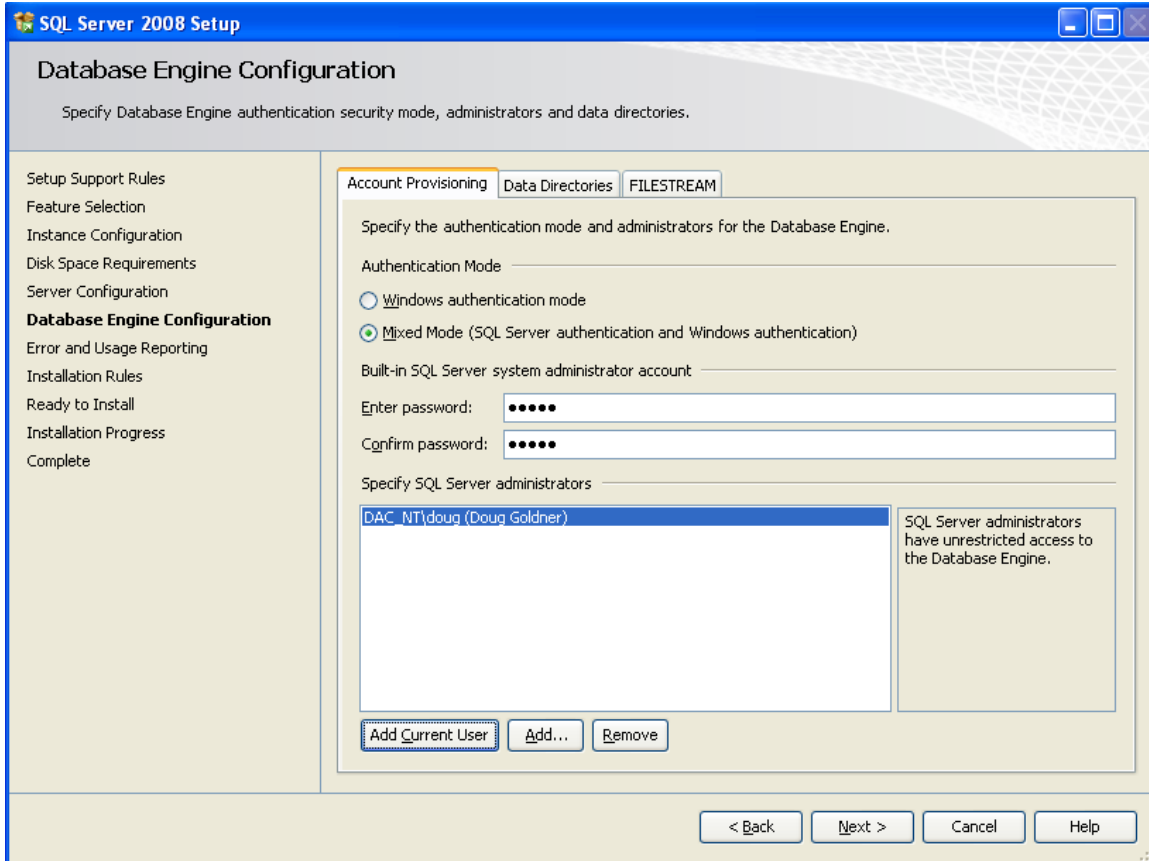 SQL Server 2008 Setup
Database Engine Configuration
Specify Database Engine authentication security mode, administrators and data directories.
Setup Support Rules
Feature Selection
Instance Configuration
Disk Space Requirements
Server Configuration
Database Engine Configuration
Error and Usage Reporting
Installation Rules
Ready to Install
Installation Progress
Complete
Account Provisioning
Data Directories
FILESTREAM
Specify the authentication mode and administrators for the Database Engine.
Authentication Mode
Windows authentication mode
Mixed Mode (SQL Server authentication and Windows authentication)
Built-in SQL Server system administrator account
Enter password: ●●●●●
Confirm password: ●●●●●
Specify SQL Server administrators
DAC_NT\doug (Doug Goldner)
SQL Server administrators
have unrestricted access to
the Database Engine.
Add Current User
Add...
Remove
< Back
Next >
Cancel
Help